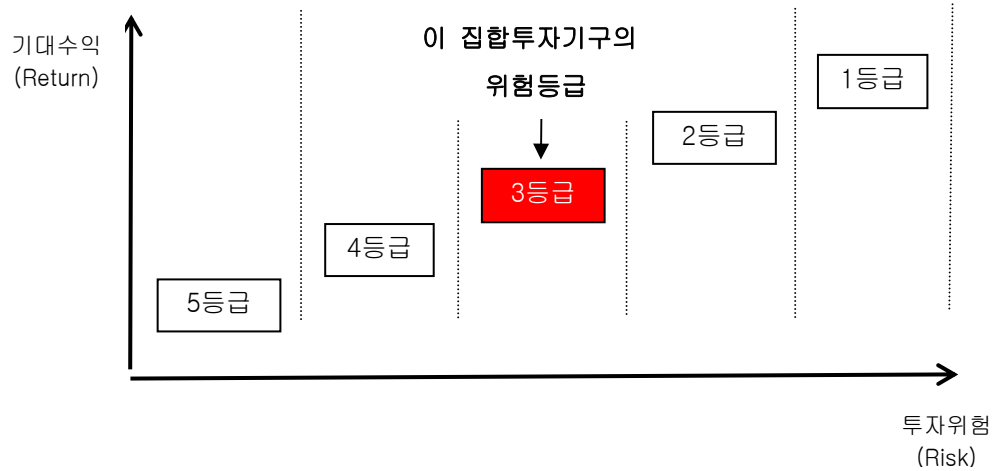 기대수익
(Return)
이 집합투자기구의
위험등급
1등급
2등급
3등급
4등급
5등급
투자위험
(Risk)